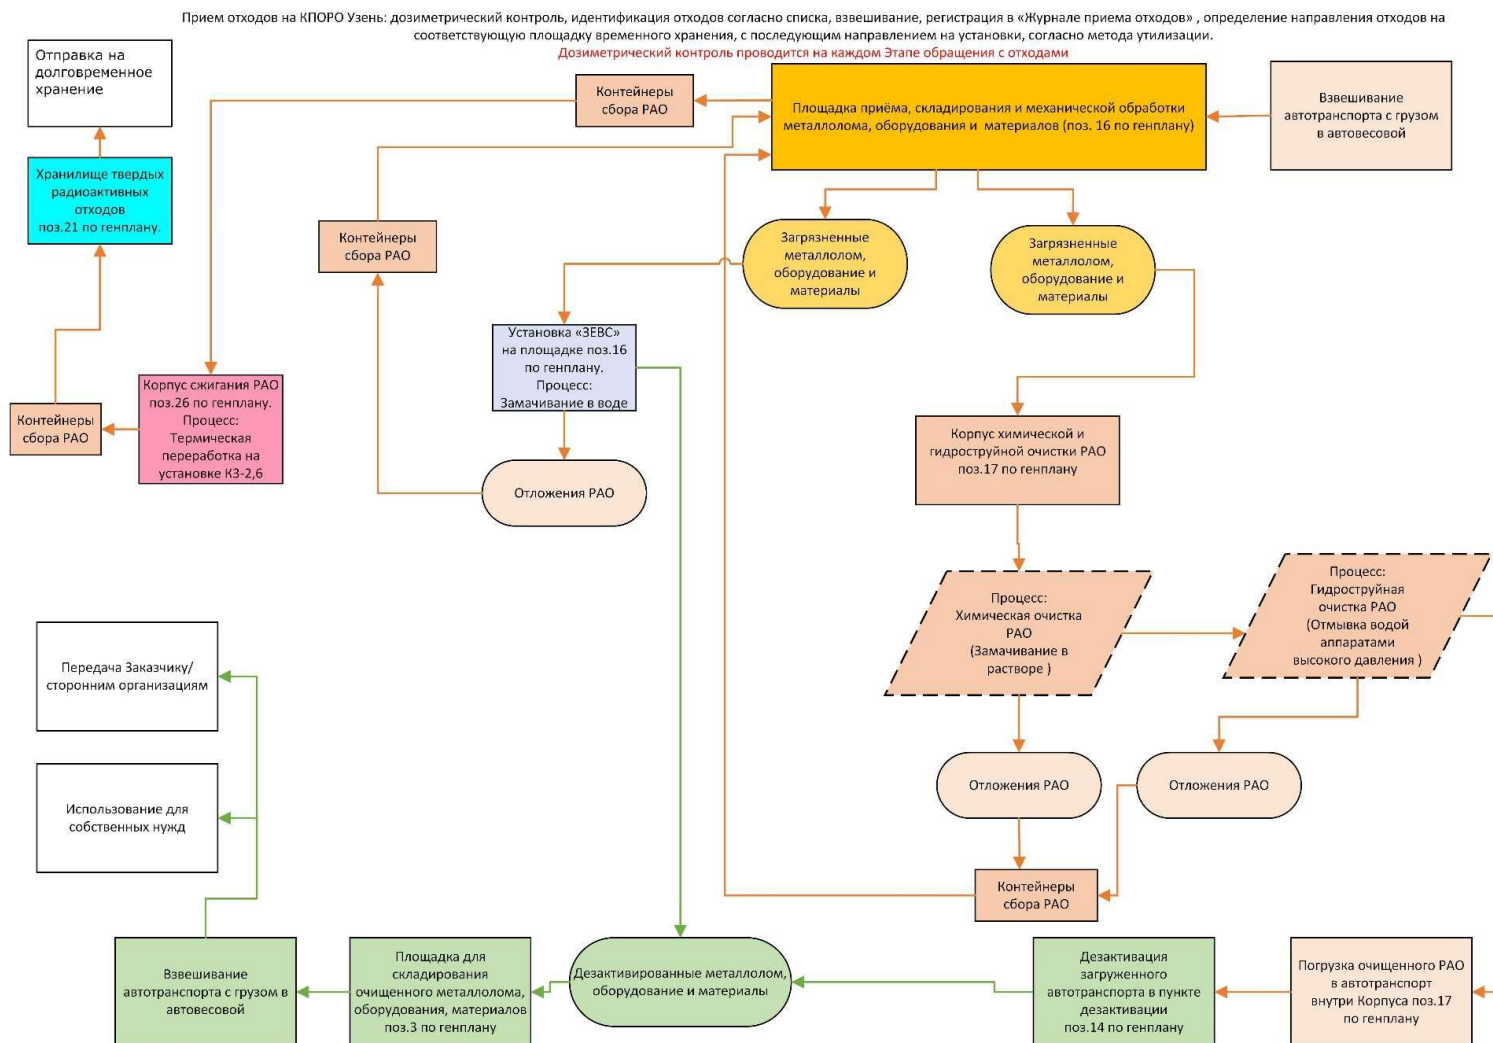 Прием отходов на КПОРО Узень: дозиметрический контроль, идентификация отходов согласно списка, взвешивание, регистрация в «Журнале приема отходов» , определение направления отходов на
соответствующую площадку временного хранения, с последующим направлением на установки, согласно метода утилизации.
Дозиметрический контроль проводится на каждом Этапе обращения с отходами
Отправка на
долговременное
хранение
Контейнеры
сбора РАО
Площадка приёма, складирования и механической обработки
металлолома, оборудования и материалов (поз. 16 по генплану)
Взвешивание
автотранспорта с грузом
в автовесовой
Хранилище твердых
радиоактивных
отходов
поз.21 по генплану.
Контейнеры
сбора РАО
Загрязненные
металлолом,
оборудование и
материалы
Загрязненные
металлолом,
оборудование и
материалы
Установка «ЗЕВС»
на площадке поз.16
по генплану.
Процесс:
Замачивание в воде
Контейнеры
сбора РАО
Корпус сжигания РАО
поз.26 по генплану.
Процесс:
Термическая
переработка на
установке КЗ-2,6
Корпус химической и
гидроструйной очистки РАО
поз.17 по генплану
Отложения РАО
Процесс:
Химическая очистка
РАО
(Замачивание в
растворе )
Процесс:
Гидроструйная
очистка РАО
(Отмывка водой
аппаратами
высокого давления )
Передача Заказчику/
сторонним организациям
Отложения РАО
Отложения РАО
Использование для
собственных нужд
Контейнеры
сбора РАО
Взвешивание
автотранспорта с грузом в
автовесовой
Площадка для
складирования
очищенного металлолома,
оборудования, материалов
поз.3 по генплану
Дезактивированные металлолом,
оборудование и материалы
Дезактивация
загруженного
автотранспорта в пункте
дезактивации
поз.14 по генплану
Погрузка очищенного РАО
в автотранспорт
внутри Корпуса поз.17
по генплану